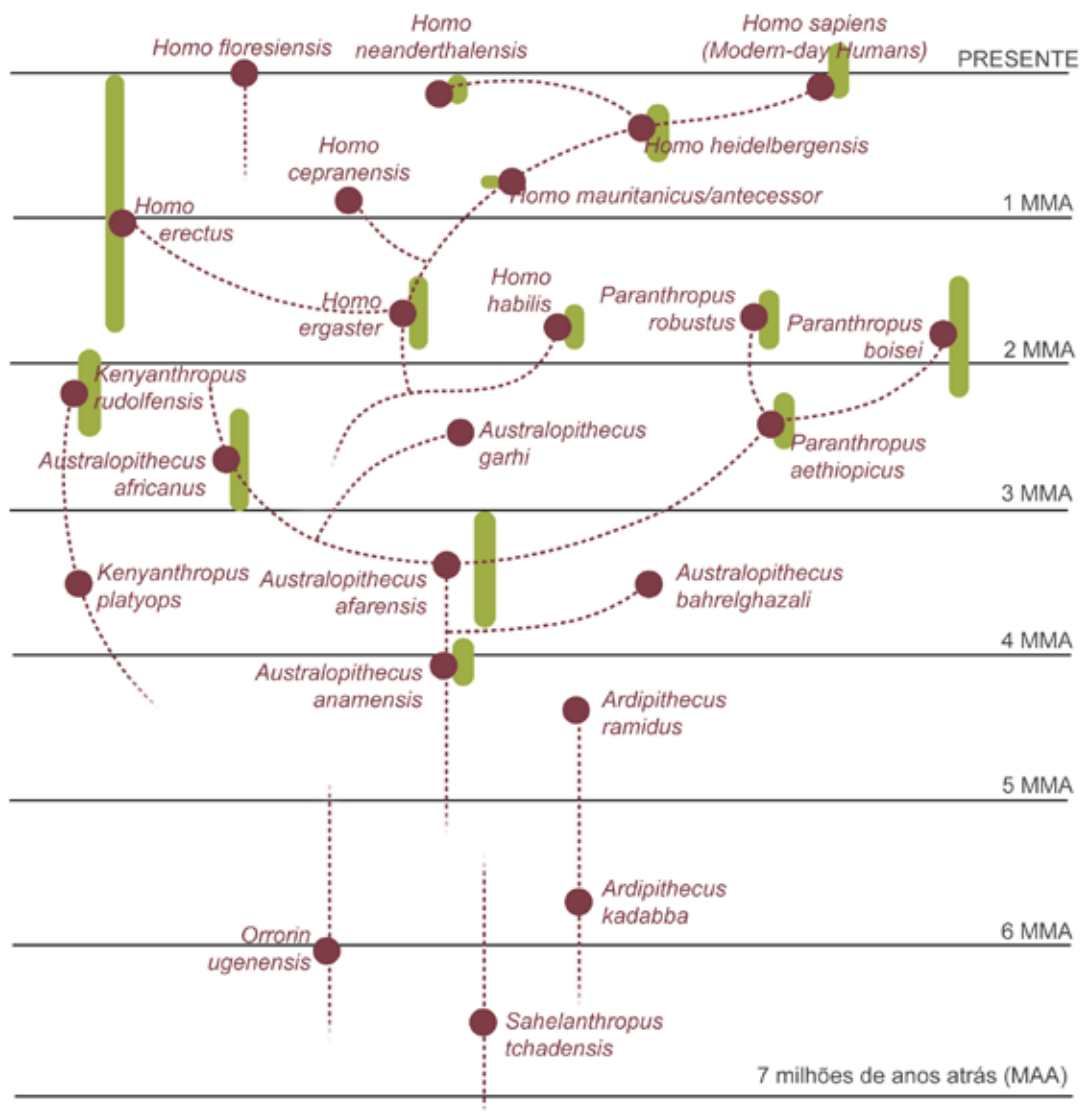 Homo
neanderthalensis
Homo sapiens
(Modern-day Humans)
Homo floresiensis
PRESENTE
Homo
cepranensis
Homo heidelbergensis
Homo mauritanicus/antecessor
1 MMA
Homo
erectus
Homo
ergaster
Homo
habilis
Paranthropus
robustus
Paranthropus
boisei
2 MMA
Kenyanthropus
rudolfensis
Australopithecus
africanus
Australopithecus
garhi
Paranthropus
aethiopicus
3 MMA
Kenyanthropus
platyops
Australopithecus
afarensis
Australopithecus
bahrelghazali
4 MMA
Australopithecus
anamensis
Ardipithecus
ramidus
5 MMA
Ardipithecus
kadabba
Orrorin
ugenensis
6 MMA
Sahelanthropus
tchadensis
7 milhões de anos atrás (MAA)